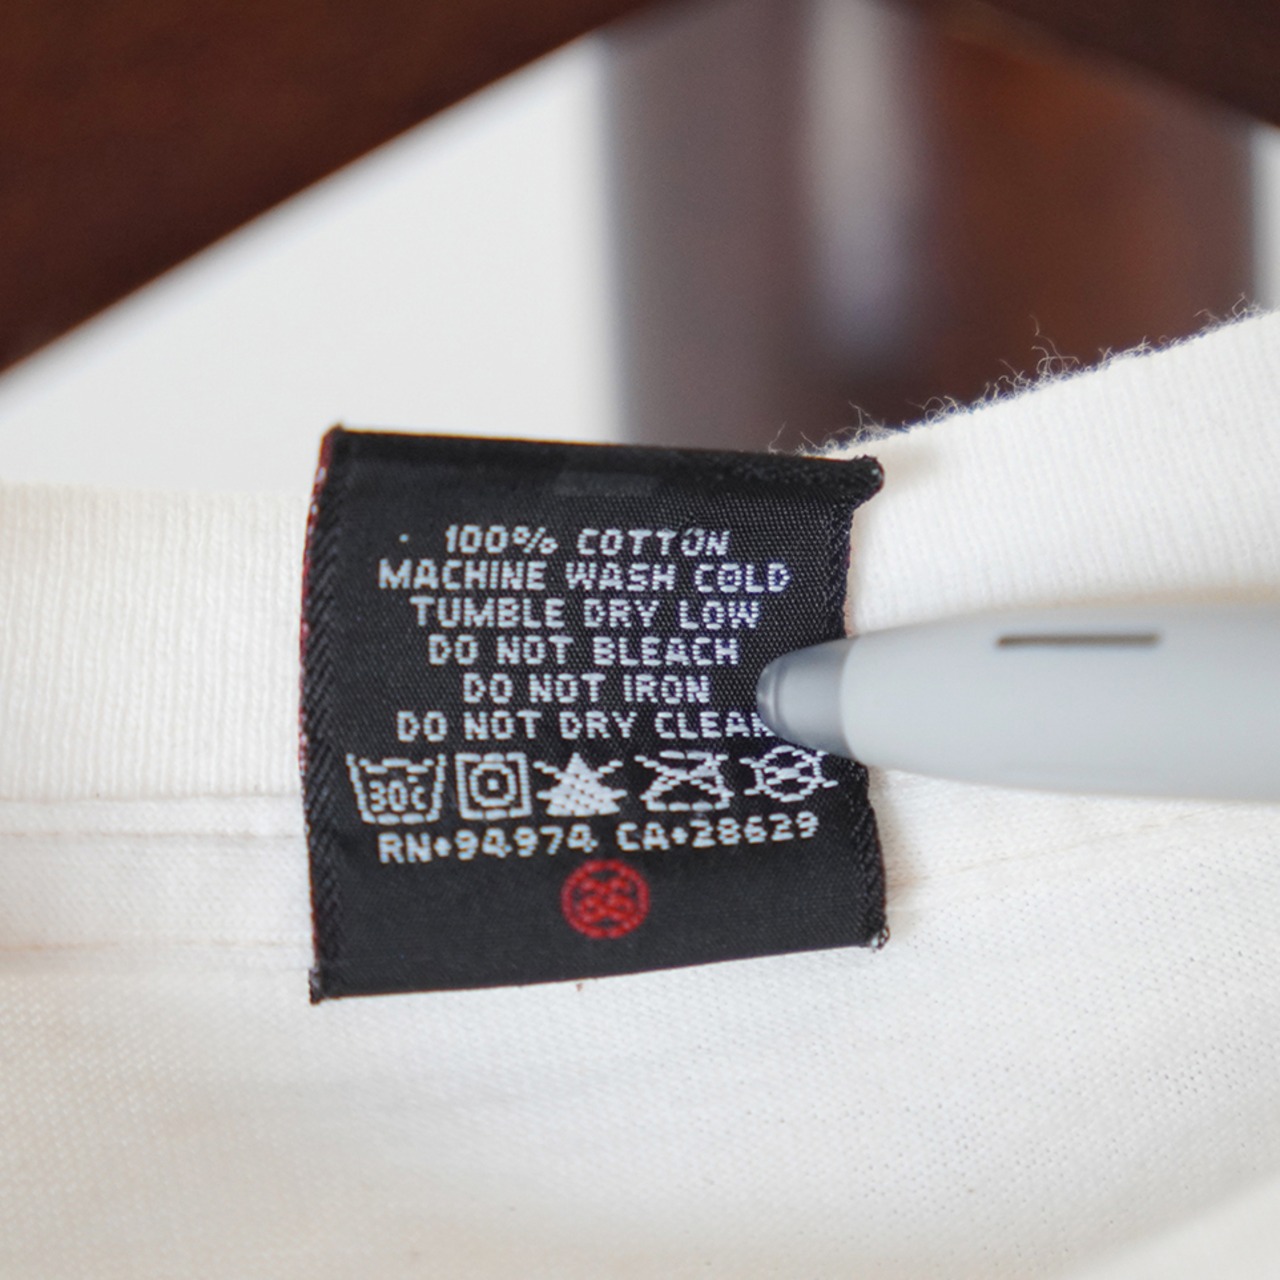 100% COTTON
MACHINE WASH COLD
TUMBLE DRY LOW
DO NOT BLEACH
DO NOT IRON
DO NOT DRY CLEAN
30c
RN•94974 CA•28629